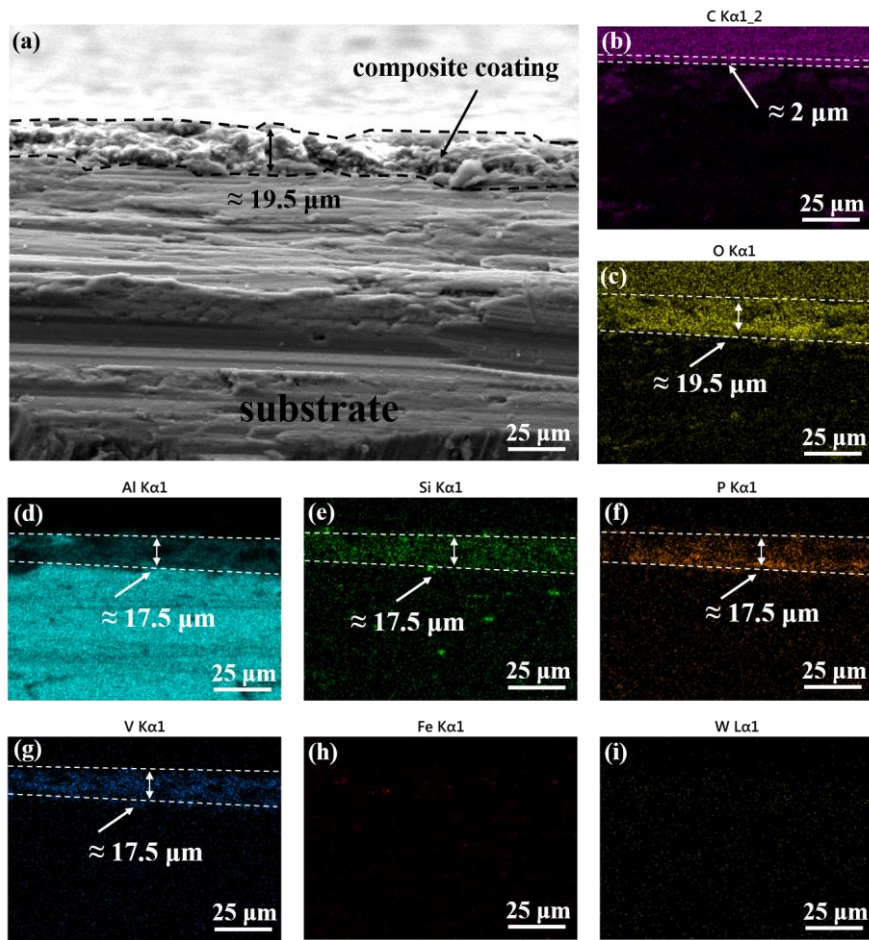 (a)
composite coating
≈ 19.5 μm
substrate
25 μm
C Kα1_2
(b)
≈ 2 μm
25 μm
O Kα1
(c)
≈ 19.5 μm
25 μm
Al Kα1
(d)
≈ 17.5 μm
25 μm
Si Kα1
(e)
≈ 17.5 μm
25 μm
P Kα1
(f)
≈ 17.5 μm
25 μm
V Kα1
(g)
≈ 17.5 μm
25 μm
Fe Kα1
(h)
25 μm
W Lα1
(i)
25 μm